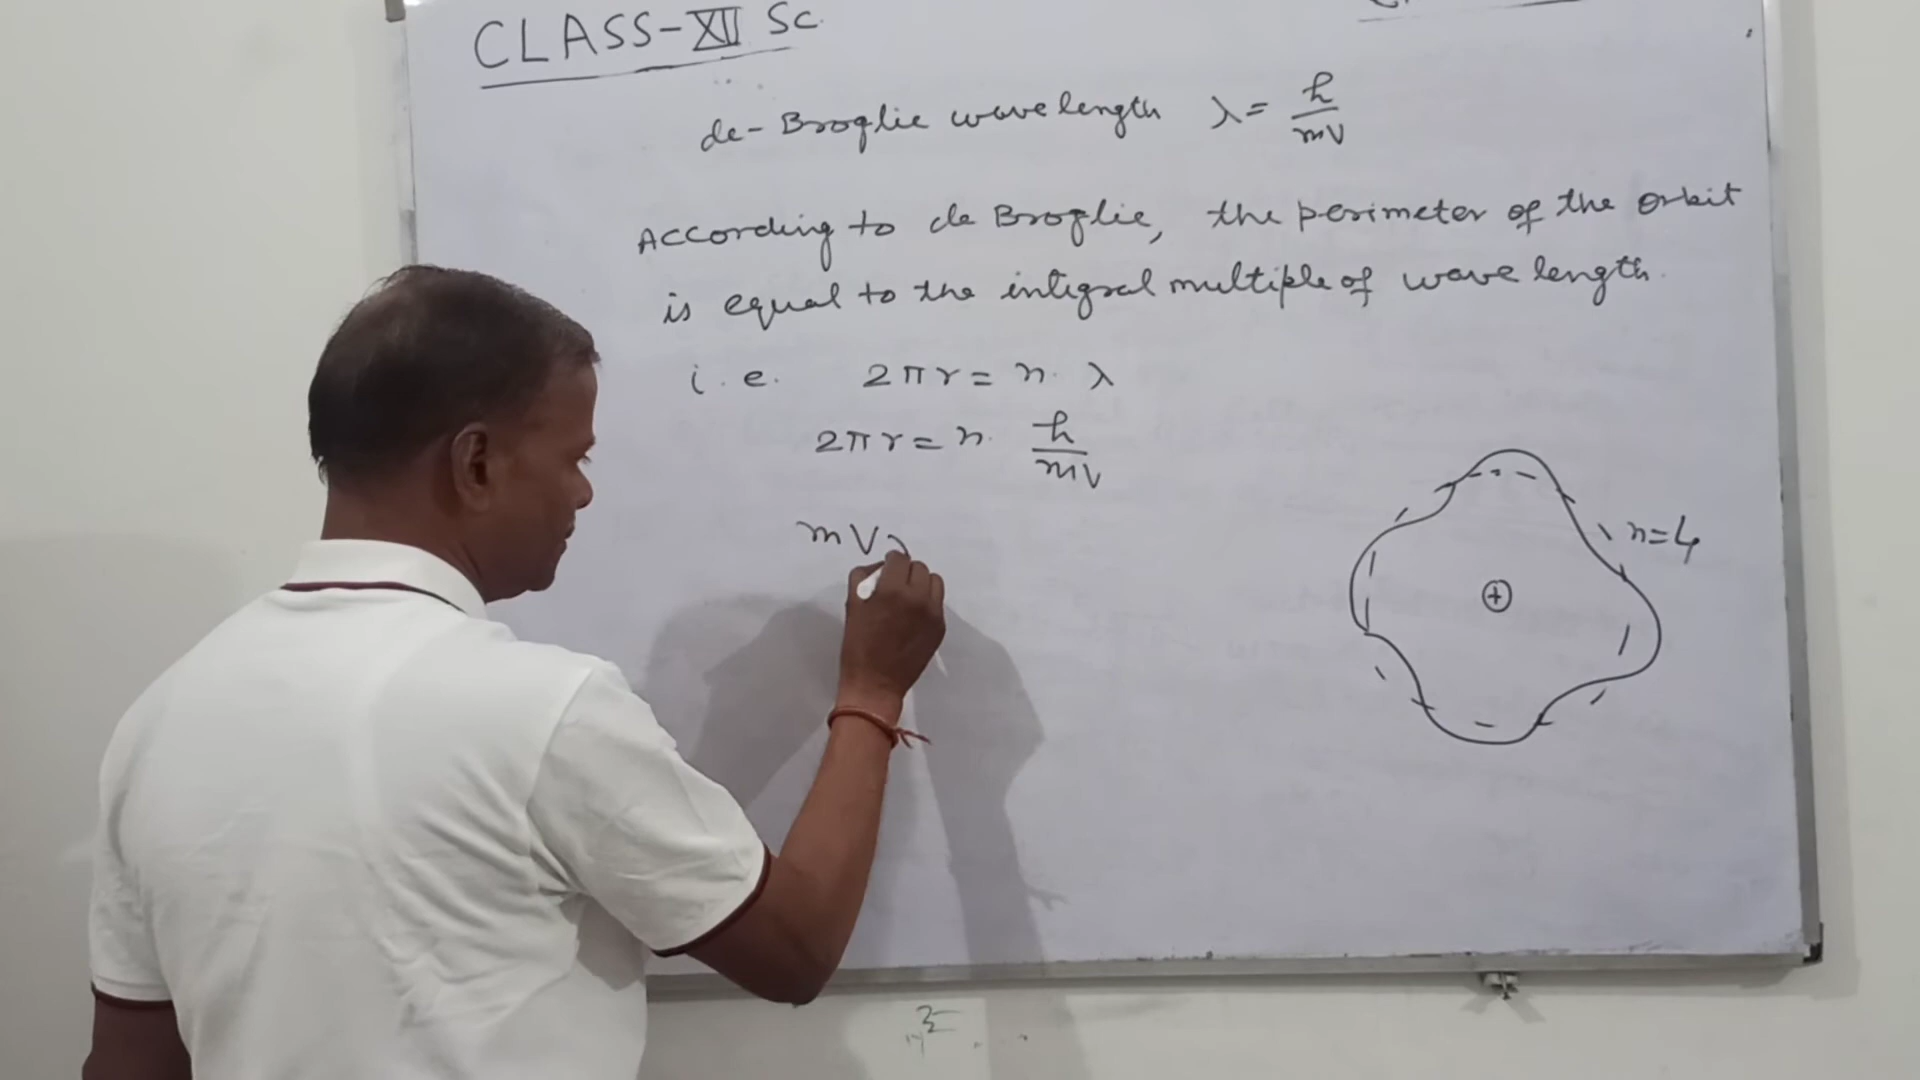 CLASS-XII Sc.
de-Broglie wave length λ = h/mv
According to de Broglie, the perimeter of the orbit
is equal to the integral multiple of wave length.
i.e. 2πr = n. λ
2πr = n. h/mv
mv
n=4
+